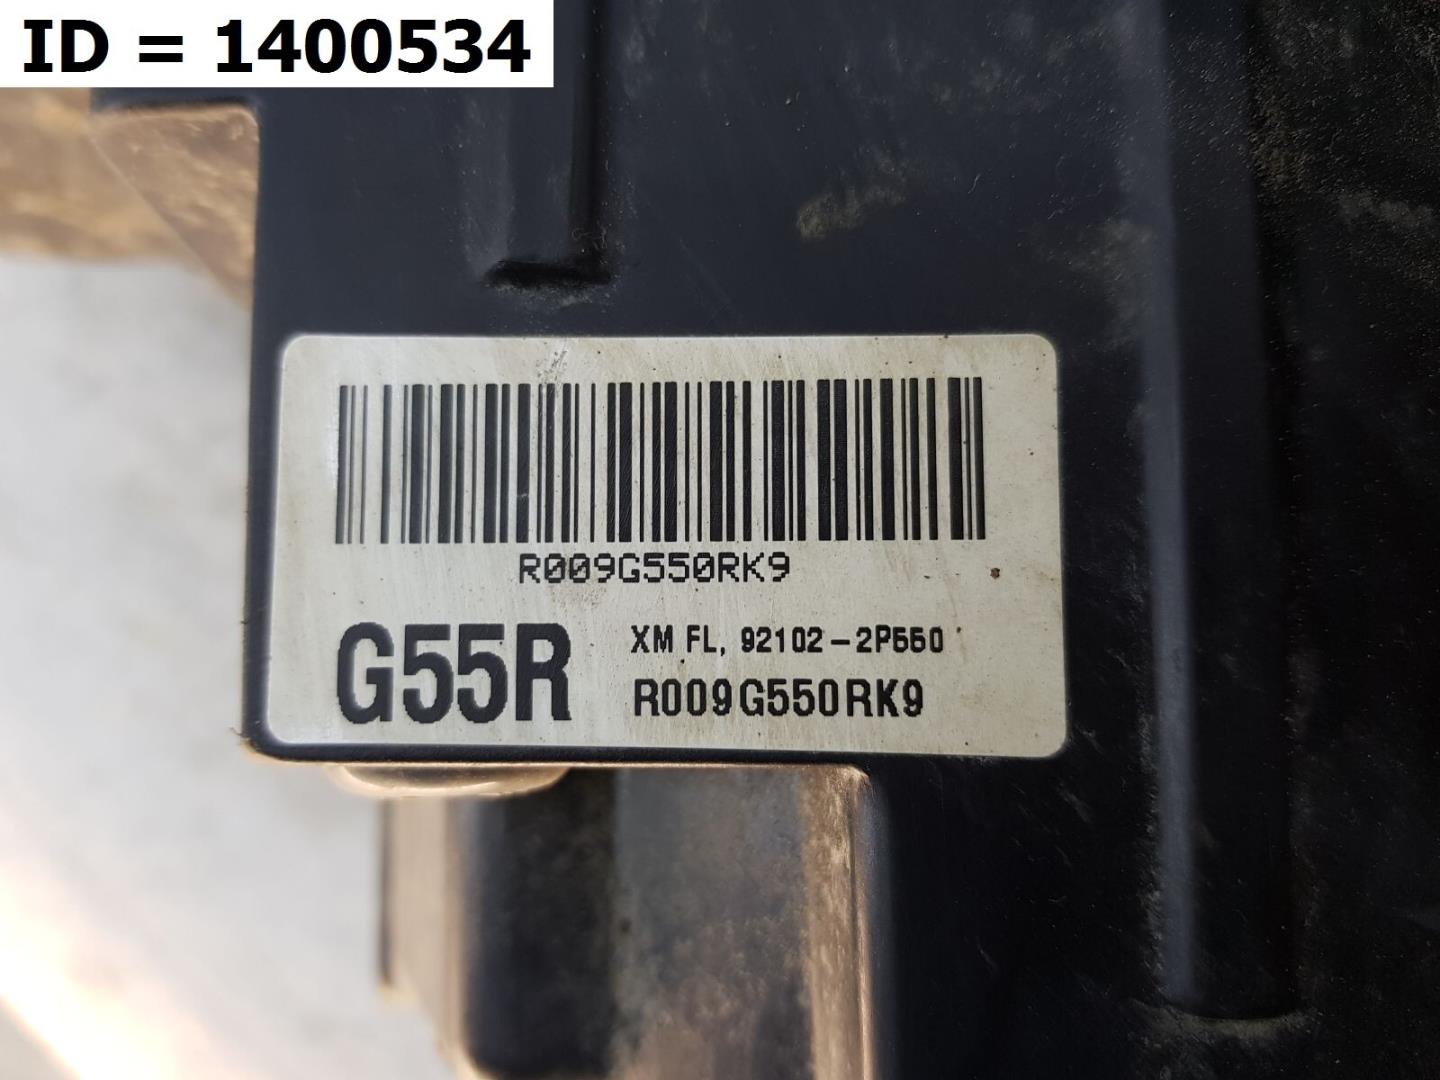 ID = 1400534
R009G550RK9
G55R
XM FL, 92102-2P550
R009G550RK9